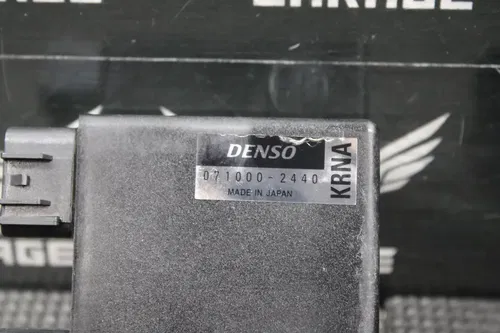 DENSO
071000-2440
MADE IN JAPAN
KRNA